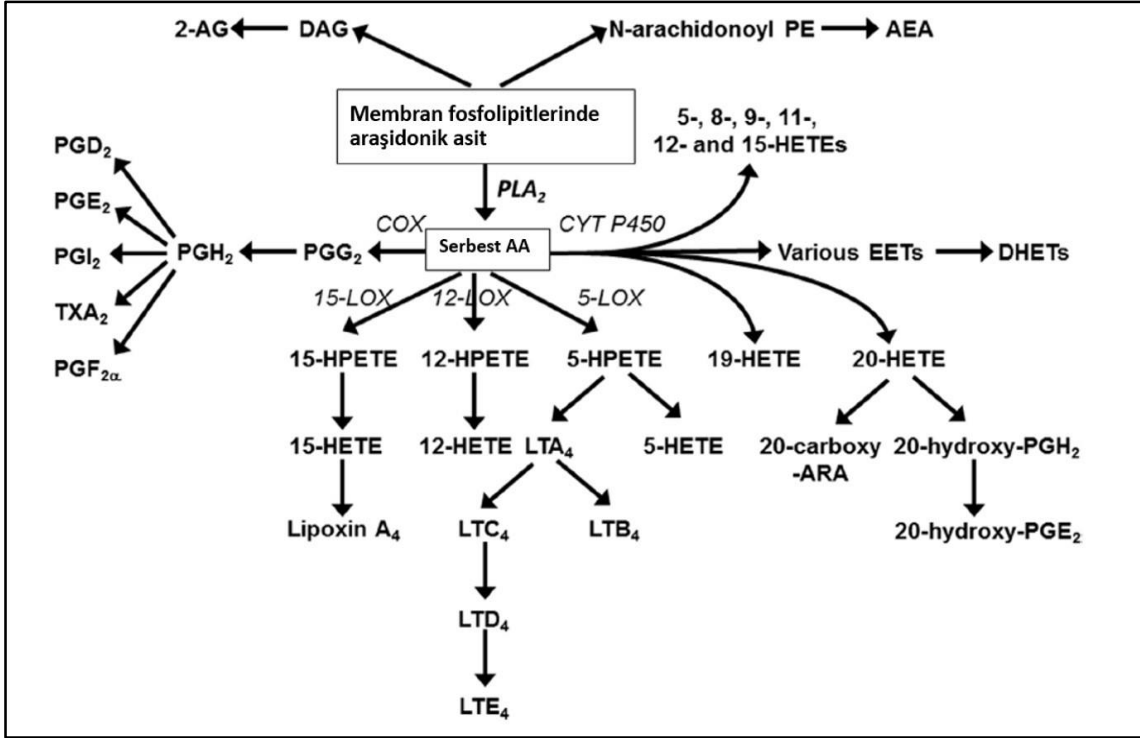 2-AG DAG N-arachidonoyl PE AEA
Membran fosfolipitlerinde
araşidonik asit
5-, 8-, 9-, 11-,
12- and 15-HETEs
PLA₂
PGD₂
PGE₂
PGI₂
TXA₂
PGF₂α
COX CYT P450
PGH₂ PGG₂ Serbest AA Various EETs DHETs
15-LOX 12-LOX 5-LOX
15-HPETE 12-HPETE 5-HPETE 19-HETE 20-HETE
15-HETE 12-HETE LTA₄ 5-HETE 20-carboxy
-ARA
20-hydroxy-PGH₂
Lipoxin A₄ LTC₄ LTB₄ 20-hydroxy-PGE₂
LTD₄
LTE₄